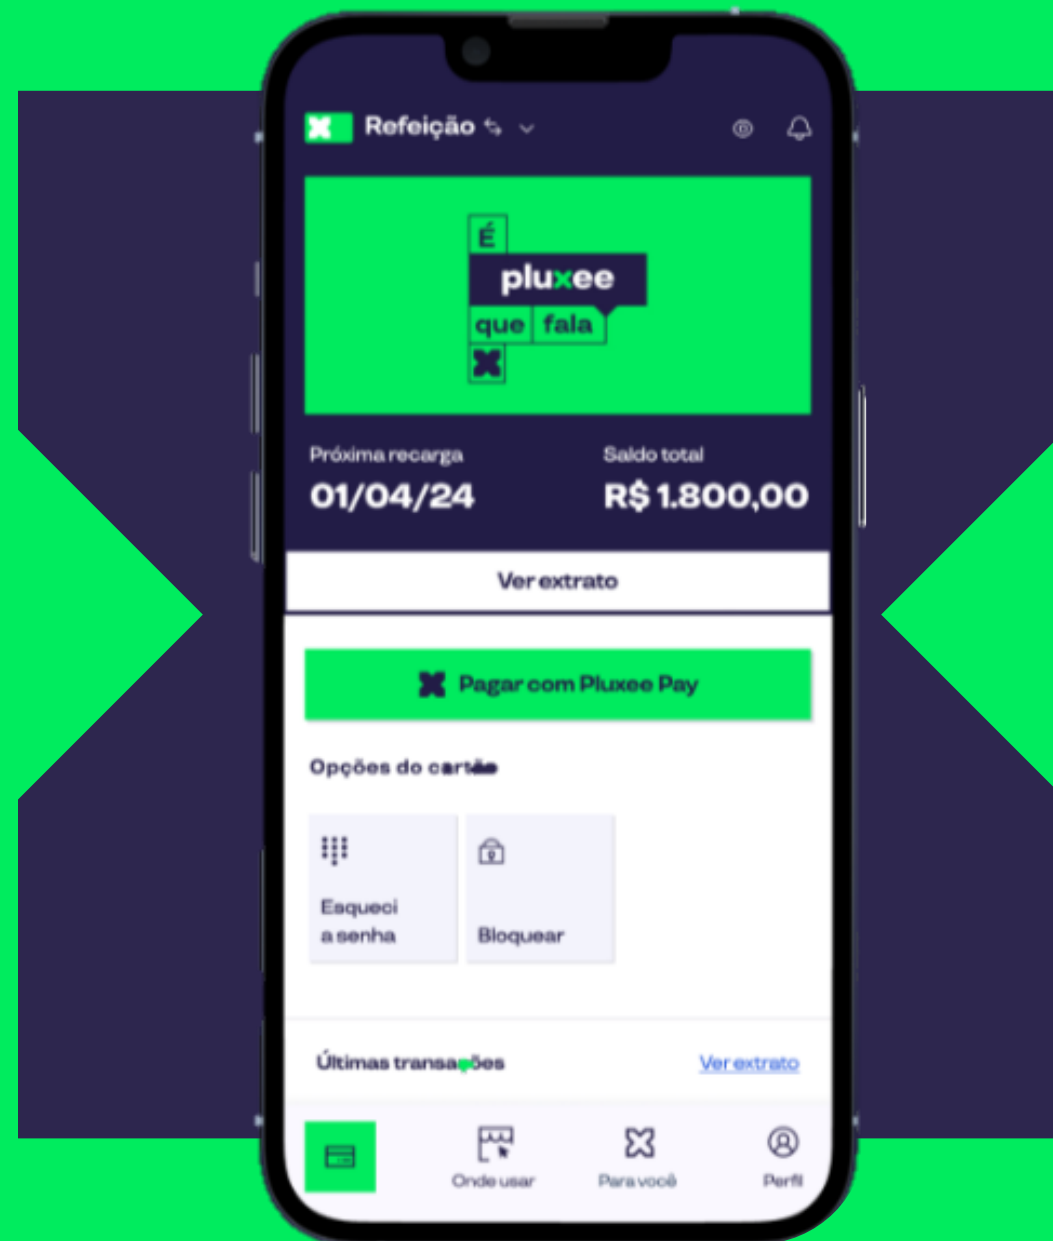 Refeição
É
pluxee
que fala
Próxima recarga
Saldo total
01/04/24
R$ 1.800,00
Ver extrato
Pagar com Pluxee Pay
Opções do cartão
Esqueci
a senha
Bloquear
Últimas transações
Ver extrato
Onde usar
Para você
Perfil